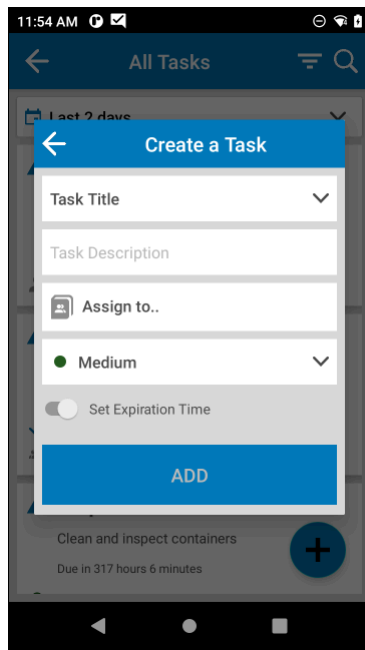 11:54 AM
All Tasks
Last 2 days
Create a Task
Task Title
Task Description
Assign to..
Medium
Set Expiration Time
ADD
Clean and inspect containers
Due in 317 hours 6 minutes